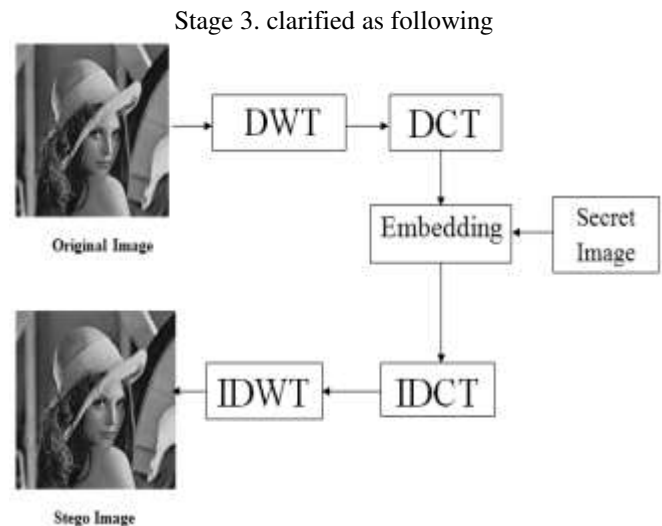 Stage 3. clarified as following
DWT
DCT
Embedding
Secret
Image
Original Image
IDWT
IDCT
Stego Image